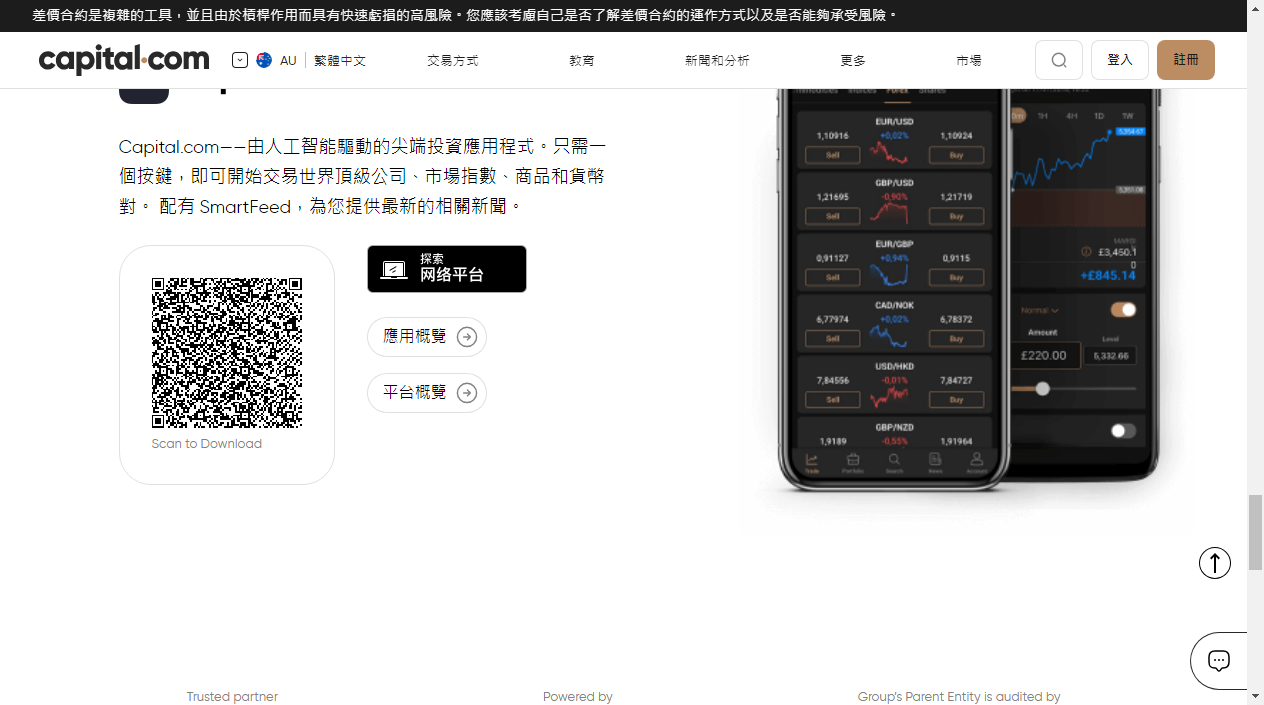 差價合約是複雜的工具，並且由於槓桿作用而具有快速虧損的高風險。您應該考慮自己是否了解差價合約的運作方式以及是否能夠承受風險。
capital.com
AU 繁體中文
交易方式
教育
新聞和分析
更多
市場
登入
註冊
Capital.com——由人工智能驅動的尖端投資應用程式。只需一
個按鍵，即可開始交易世界頂級公司、市場指數、商品和貨幣
對。 配有 SmartFeed，為您提供最新的相關新聞。
Scan to Download
探索
网络平台
應用概覽
平台概覽
Forex
EUR/USD
1,10916 +0,02% 1,10924
Sell Buy
GBP/USD
1,21695 -0,90% 1,21719
Sell Buy
EUR/GBP
0,91127 +0,94% 0,9115
Sell Buy
CAD/NOK
6,77974 +0,02% 6,78372
Sell Buy
USD/HKD
7,84556 -0,01% 7,84727
Sell Buy
GBP/NZD
1,9189 -0,55% 1,91964
Trade Portfolio Search News Account
1H 4H 1D 1W
£3,450.1
0
+£845.14
Normal
Amount
Level
£220.00
5,332.66
Trusted partner
Powered by
Group's Parent Entity is audited by